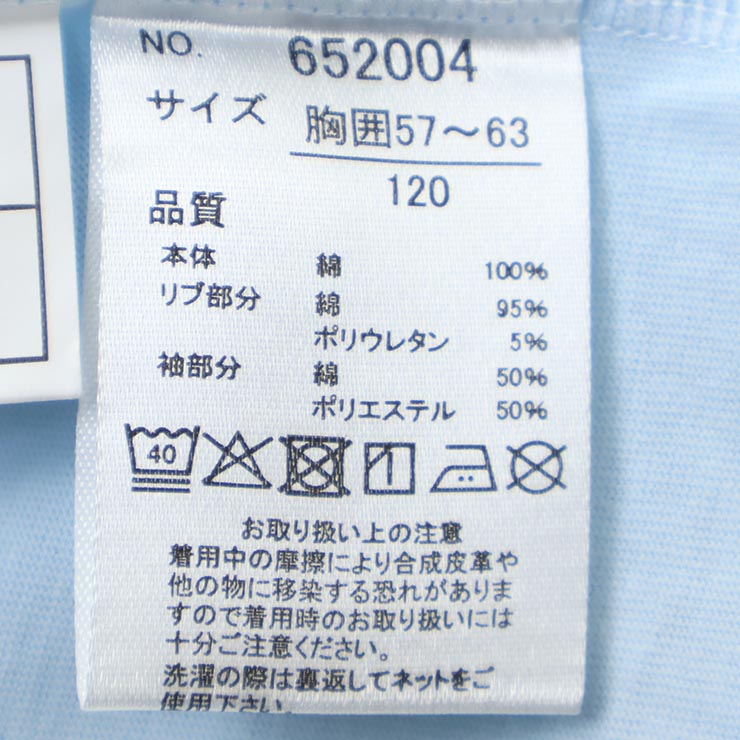 NO. 652004
サイズ 胸囲57〜63
120
品質
本体 綿 100%
リブ部分 綿 95%
ポリウレタン 5%
袖部分 綿 50%
ポリエステル 50%
40
お取り扱い上の注意
着用中の摩擦により合成皮革や
他の物に移染する恐れがありま
すので着用時のお取り扱いには
十分ご注意ください。
洗濯の際は裏返してネットをご
使用下さい。